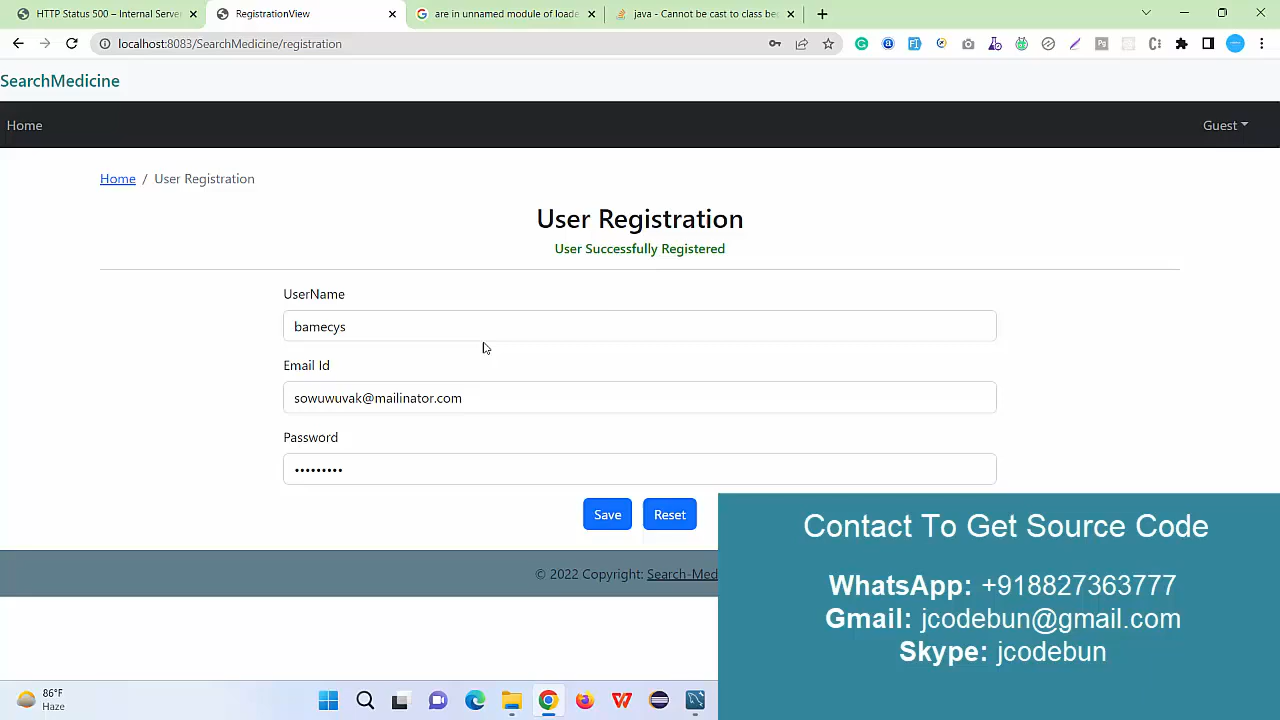 HTTP Status 500 – Internal Server
RegistrationView
are in unnamed module of loade
java - Cannot be cast to class be
localhost:8083/SearchMedicine/registration
SearchMedicine
Home
Guest
Home / User Registration
User Registration
User Successfully Registered
UserName
bamecys
Email Id
sowuwuvak@mailinator.com
Password
•••••••••
Save
Reset
© 2022 Copyright: Search-Med
Contact To Get Source Code
WhatsApp: +918827363777
Gmail: jcodebun@gmail.com
Skype: jcodebun
86°F
Haze